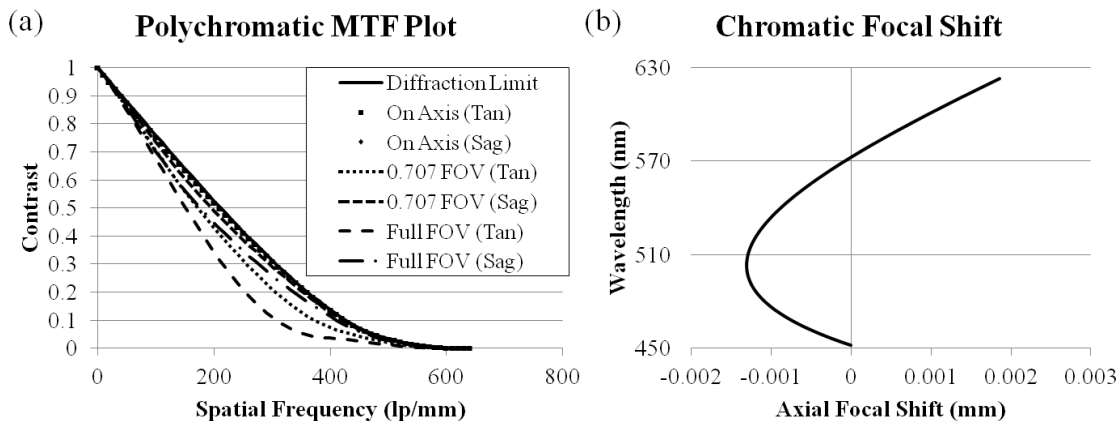 (a)
Polychromatic MTF Plot
1
0.9
0.8
0.7
0.6
0.5
0.4
0.3
0.2
0.1
0
Contrast
0 200 400 600 800
Spatial Frequency (lp/mm)
Diffraction Limit
On Axis (Tan)
On Axis (Sag)
0.707 FOV (Tan)
0.707 FOV (Sag)
Full FOV (Tan)
Full FOV (Sag)
(b)
Chromatic Focal Shift
630
570
510
450
Wavelength (nm)
-0.002 -0.001 0 0.001 0.002 0.003
Axial Focal Shift (mm)